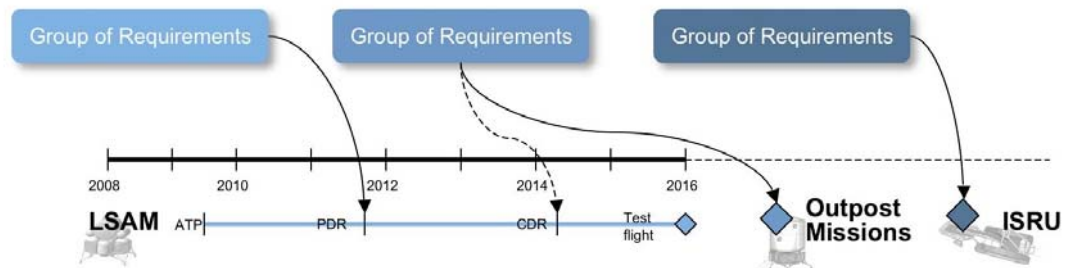 Group of Requirements
Group of Requirements
Group of Requirements
2008
2010
2012
2014
2016
LSAM
ATP
PDR
CDR
Test
flight
Outpost
Missions
ISRU